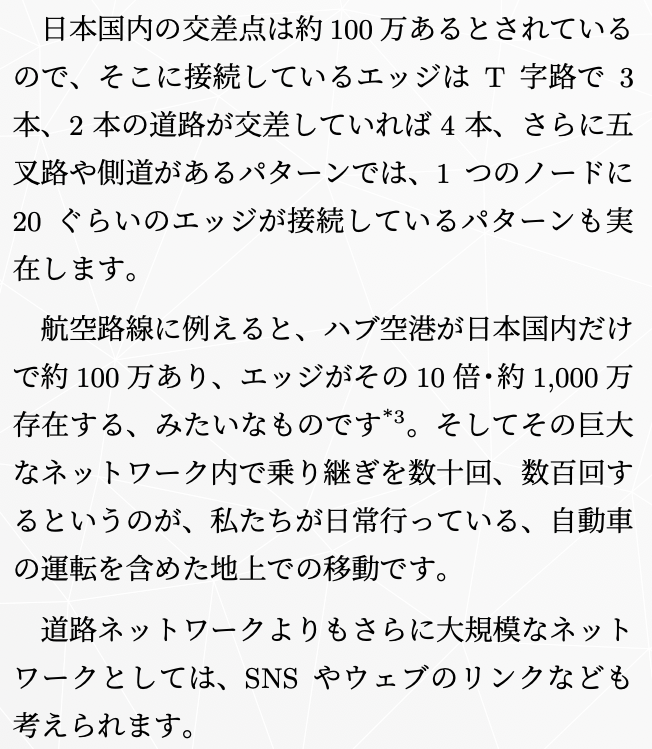 日本国内の交差点は約 100 万あるとされている
ので、そこに接続しているエッジは T 字路で 3
本、2 本の道路が交差していれば 4 本、さらに五
叉路や側道があるパターンでは、1 つのノードに
20 ぐらいのエッジが接続しているパターンも実
在します。
航空路線に例えると、ハブ空港が日本国内だけ
で約 100 万あり、エッジがその 10 倍・約 1,000 万
存在する、みたいなものです*3。そしてその巨大
なネットワーク内で乗り継ぎを数十回、数百回す
るというのが、私たちが日常行っている、自動車
の運転を含めた地上での移動です。
道路ネットワークよりもさらに大規模なネット
ワークとしては、SNS やウェブのリンクなども
考えられます。